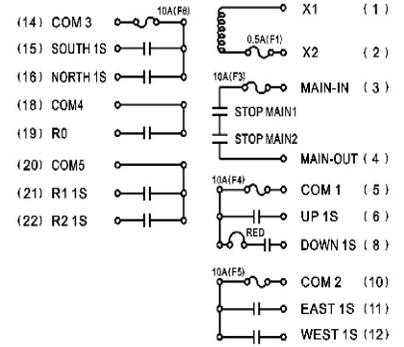 (14) COM 3 10A(F6)
(15) SOUTH 1S
(16) NORTH 1S
(18) COM4
(19) R0
(20) COM5
(21) R1 1S
(22) R2 1S
X1 (1)
0.5A(F1)
X2 (2)
10A(F3)
MAIN-IN (3)
STOP MAIN1
STOP MAIN2
MAIN-OUT (4)
10A(F4)
COM 1 (5)
UP 1S (6)
RED
DOWN 1S (8)
10A(F5)
COM 2 (10)
EAST 1S (11)
WEST 1S (12)